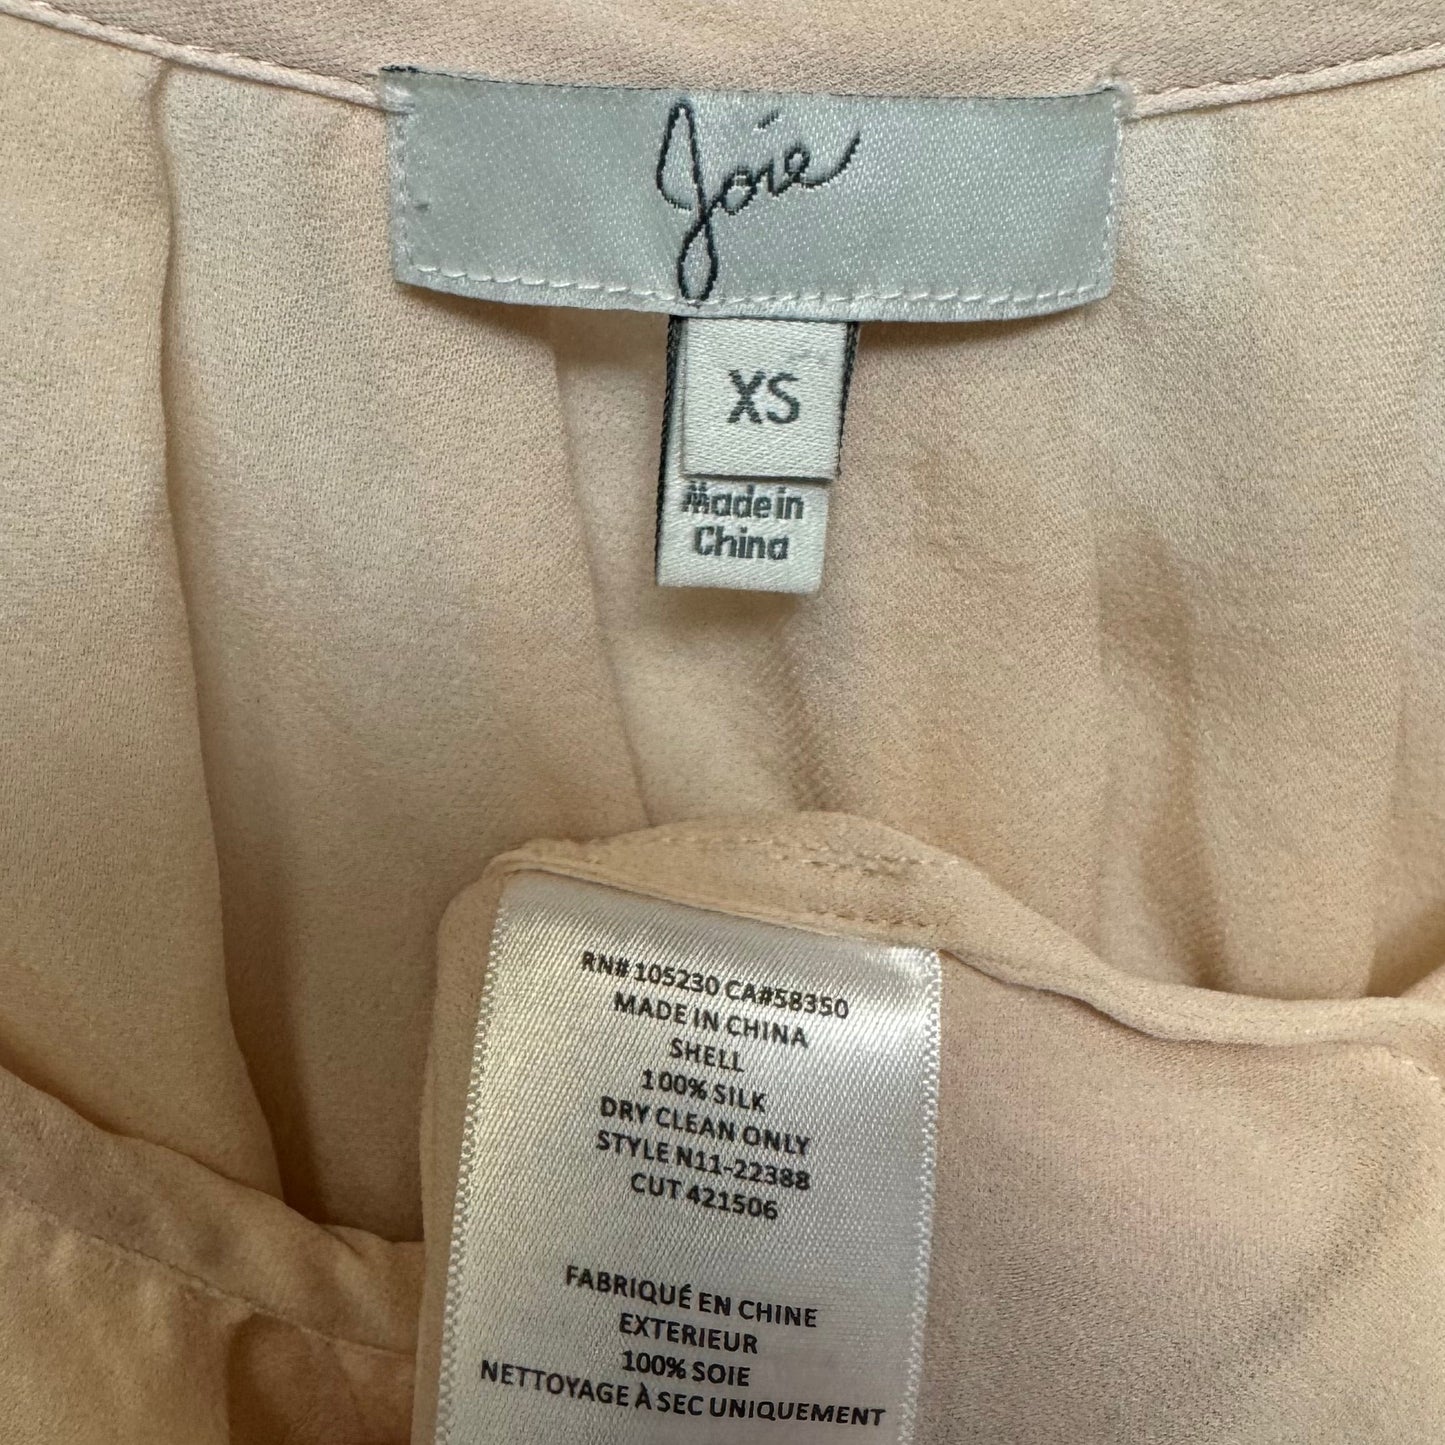 Joie
XS
Made in
China
RN# 105230 CA#58350
MADE IN CHINA
SHELL
100% SILK
DRY CLEAN ONLY
STYLE N11-22388
CUT 421506
FABRIQUÉ EN CHINE
EXTERIEUR
100% SOIE
NETTOYAGE À SEC UNIQUEMENT